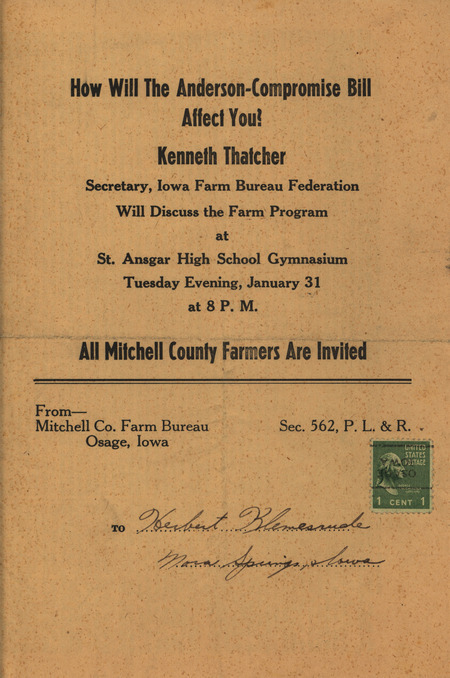 How Will The Anderson-Compromise Bill
Affect You?
Kenneth Thatcher
Secretary, Iowa Farm Bureau Federation
Will Discuss the Farm Program
at
St. Ansgar High School Gymnasium
Tuesday Evening, January 31
at 8 P. M.
All Mitchell County Farmers Are Invited
From—
Mitchell Co. Farm Bureau
Osage, Iowa
Sec. 562, P. L. & R.
UNITED
STATES
POSTAGE
1 CENT 1
TO Herbert Klemesrude
Nora Springs, Iowa